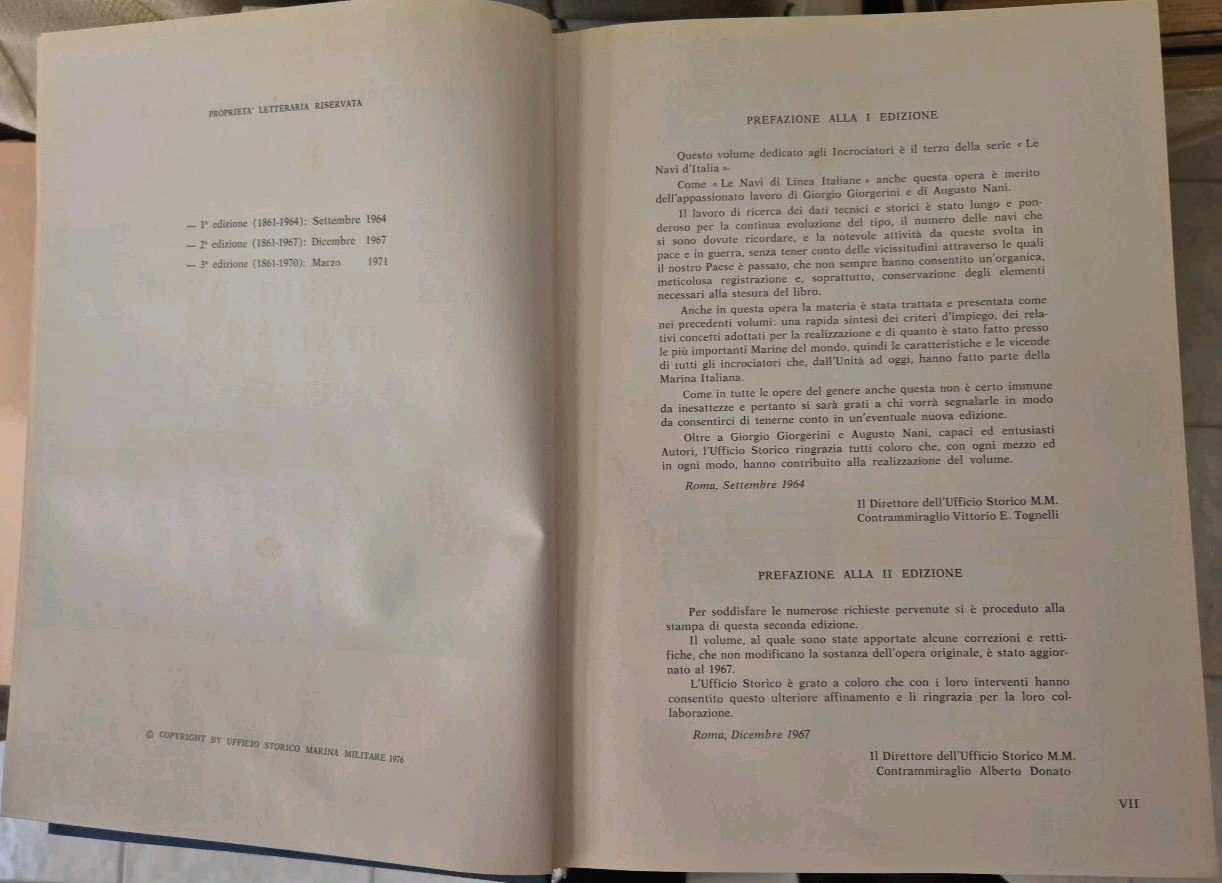 PROPRIETA' LETTERARIA RISERVATA
— 1ª edizione (1861-1964): Settembre 1964
— 2ª edizione (1861-1967): Dicembre 1967
— 3ª edizione (1861-1970): Marzo 1971
© COPYRIGHT BY UFFICIO STORICO MARINA MILITARE 1976
PREFAZIONE ALLA I EDIZIONE
Questo volume dedicato agli Incrociatori è il terzo della serie « Le
Navi d'Italia ».
Come « Le Navi di Linea Italiane » anche questa opera è merito
dell'appassionato lavoro di Giorgio Giorgerini e di Augusto Nani.
Il lavoro di ricerca dei dati tecnici e storici è stato lungo e pon-
deroso per la continua evoluzione del tipo, il numero delle navi che
si sono dovute ricordare, e la notevole attività da queste svolta in
pace e in guerra, senza tener conto delle vicissitudini attraverso le quali
il nostro Paese è passato, che non sempre hanno consentito un'organica,
meticolosa registrazione e, soprattutto, conservazione degli elementi
necessari alla stesura del libro.
Anche in questa opera la materia è stata trattata e presentata come
nei precedenti volumi: una rapida sintesi dei criteri d'impiego, dei rela-
tivi concetti adottati per la realizzazione e di quanto è stato fatto presso
le più importanti Marine del mondo, quindi le caratteristiche e le vicende
di tutti gli incrociatori che, dall'Unità ad oggi, hanno fatto parte della
Marina Italiana.
Come in tutte le opere del genere anche questa non è certo immune
da inesattezze e pertanto si sarà grati a chi vorrà segnalarle in modo
da consentirci di tenerne conto in un'eventuale nuova edizione.
Oltre a Giorgio Giorgerini e Augusto Nani, capaci ed entusiasti
Autori, l'Ufficio Storico ringrazia tutti coloro che, con ogni mezzo ed
in ogni modo, hanno contribuito alla realizzazione del volume.
Roma, Settembre 1964
Il Direttore dell'Ufficio Storico M.M.
Contrammiraglio Vittorio E. Tognelli
PREFAZIONE ALLA II EDIZIONE
Per soddisfare le numerose richieste pervenute si è proceduto alla
stampa di questa seconda edizione.
Il volume, al quale sono state apportate alcune correzioni e retti-
fiche, che non modificano la sostanza dell'opera originale, è stato aggior-
nato al 1967.
L'Ufficio Storico è grato a coloro che con i loro interventi hanno
consentito questo ulteriore affinamento e li ringrazia per la loro col-
laborazione.
Roma, Dicembre 1967
Il Direttore dell'Ufficio Storico M.M.
Contrammiraglio Alberto Donato
VII